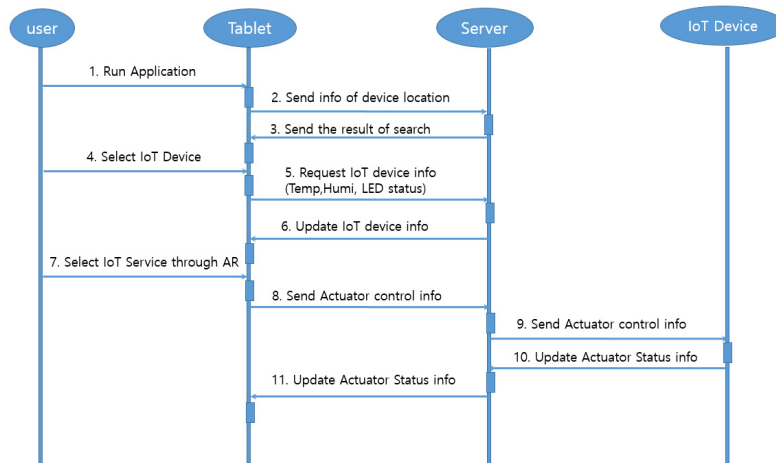 user
Tablet
Server
IoT Device
1. Run Application
2. Send info of device location
3. Send the result of search
4. Select IoT Device
5. Request IoT device info
(Temp,Humi, LED status)
6. Update IoT device info
7. Select IoT Service through AR
8. Send Actuator control info
9. Send Actuator control info
10. Update Actuator Status info
11. Update Actuator Status info